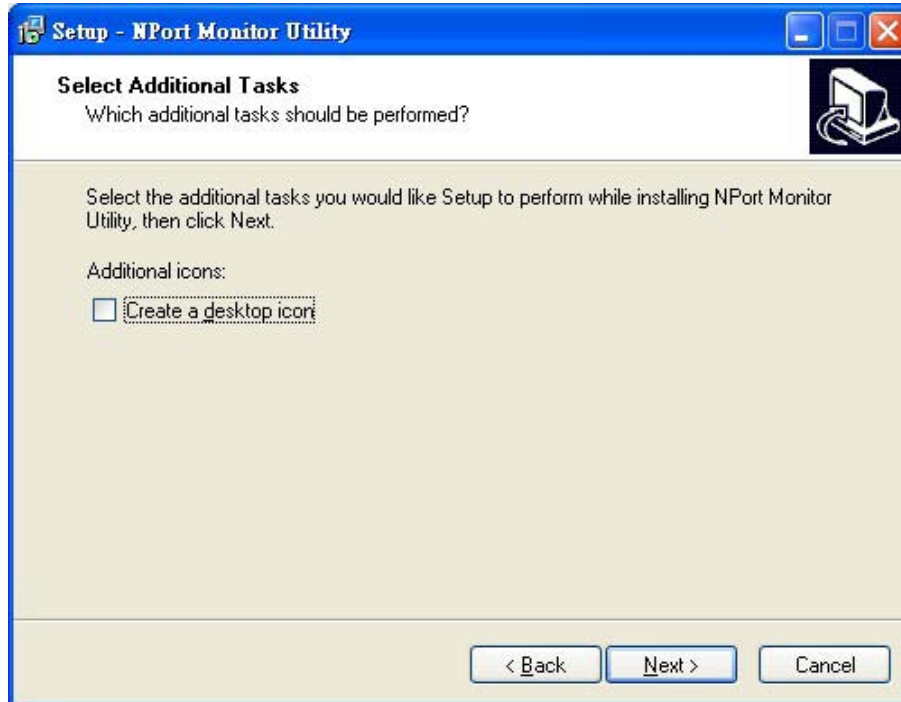 Setup - NPort Monitor Utility
Select Additional Tasks
Which additional tasks should be performed?
Select the additional tasks you would like Setup to perform while installing NPort Monitor
Utility, then click Next.
Additional icons:
Create a desktop icon
< Back
Next >
Cancel